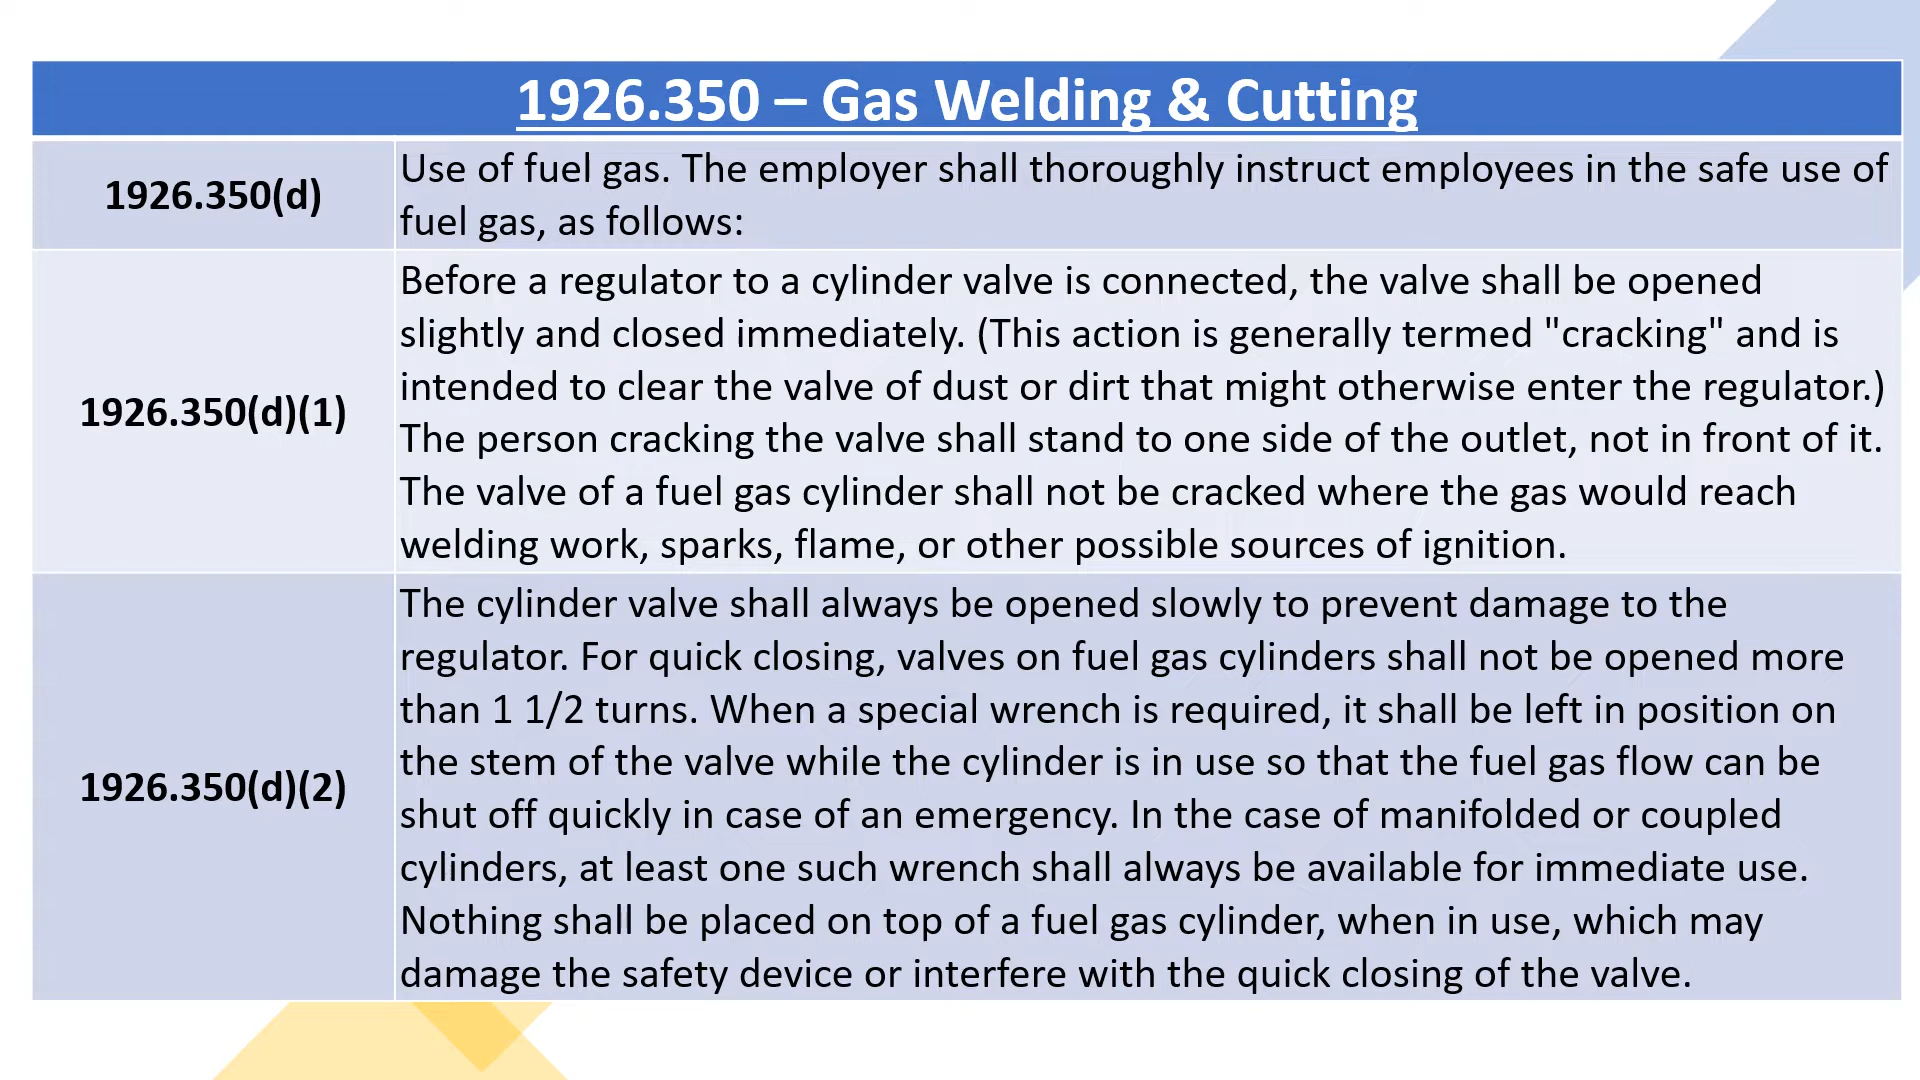 1926.350 – Gas Welding & Cutting
1926.350(d)
Use of fuel gas. The employer shall thoroughly instruct employees in the safe use of
fuel gas, as follows:
1926.350(d)(1)
Before a regulator to a cylinder valve is connected, the valve shall be opened
slightly and closed immediately. (This action is generally termed "cracking" and is
intended to clear the valve of dust or dirt that might otherwise enter the regulator.)
The person cracking the valve shall stand to one side of the outlet, not in front of it.
The valve of a fuel gas cylinder shall not be cracked where the gas would reach
welding work, sparks, flame, or other possible sources of ignition.
1926.350(d)(2)
The cylinder valve shall always be opened slowly to prevent damage to the
regulator. For quick closing, valves on fuel gas cylinders shall not be opened more
than 1 1/2 turns. When a special wrench is required, it shall be left in position on
the stem of the valve while the cylinder is in use so that the fuel gas flow can be
shut off quickly in case of an emergency. In the case of manifolded or coupled
cylinders, at least one such wrench shall always be available for immediate use.
Nothing shall be placed on top of a fuel gas cylinder, when in use, which may
damage the safety device or interfere with the quick closing of the valve.